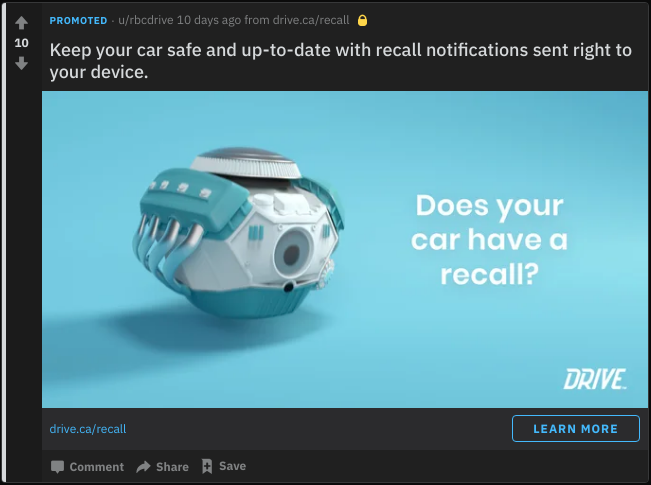 PROMOTED · u/rbcdrive 10 days ago from drive.ca/recall
10
Keep your car safe and up-to-date with recall notifications sent right to
your device.
Does your
car have a
recall?
DRIVE™
drive.ca/recall
LEARN MORE
Comment Share Save